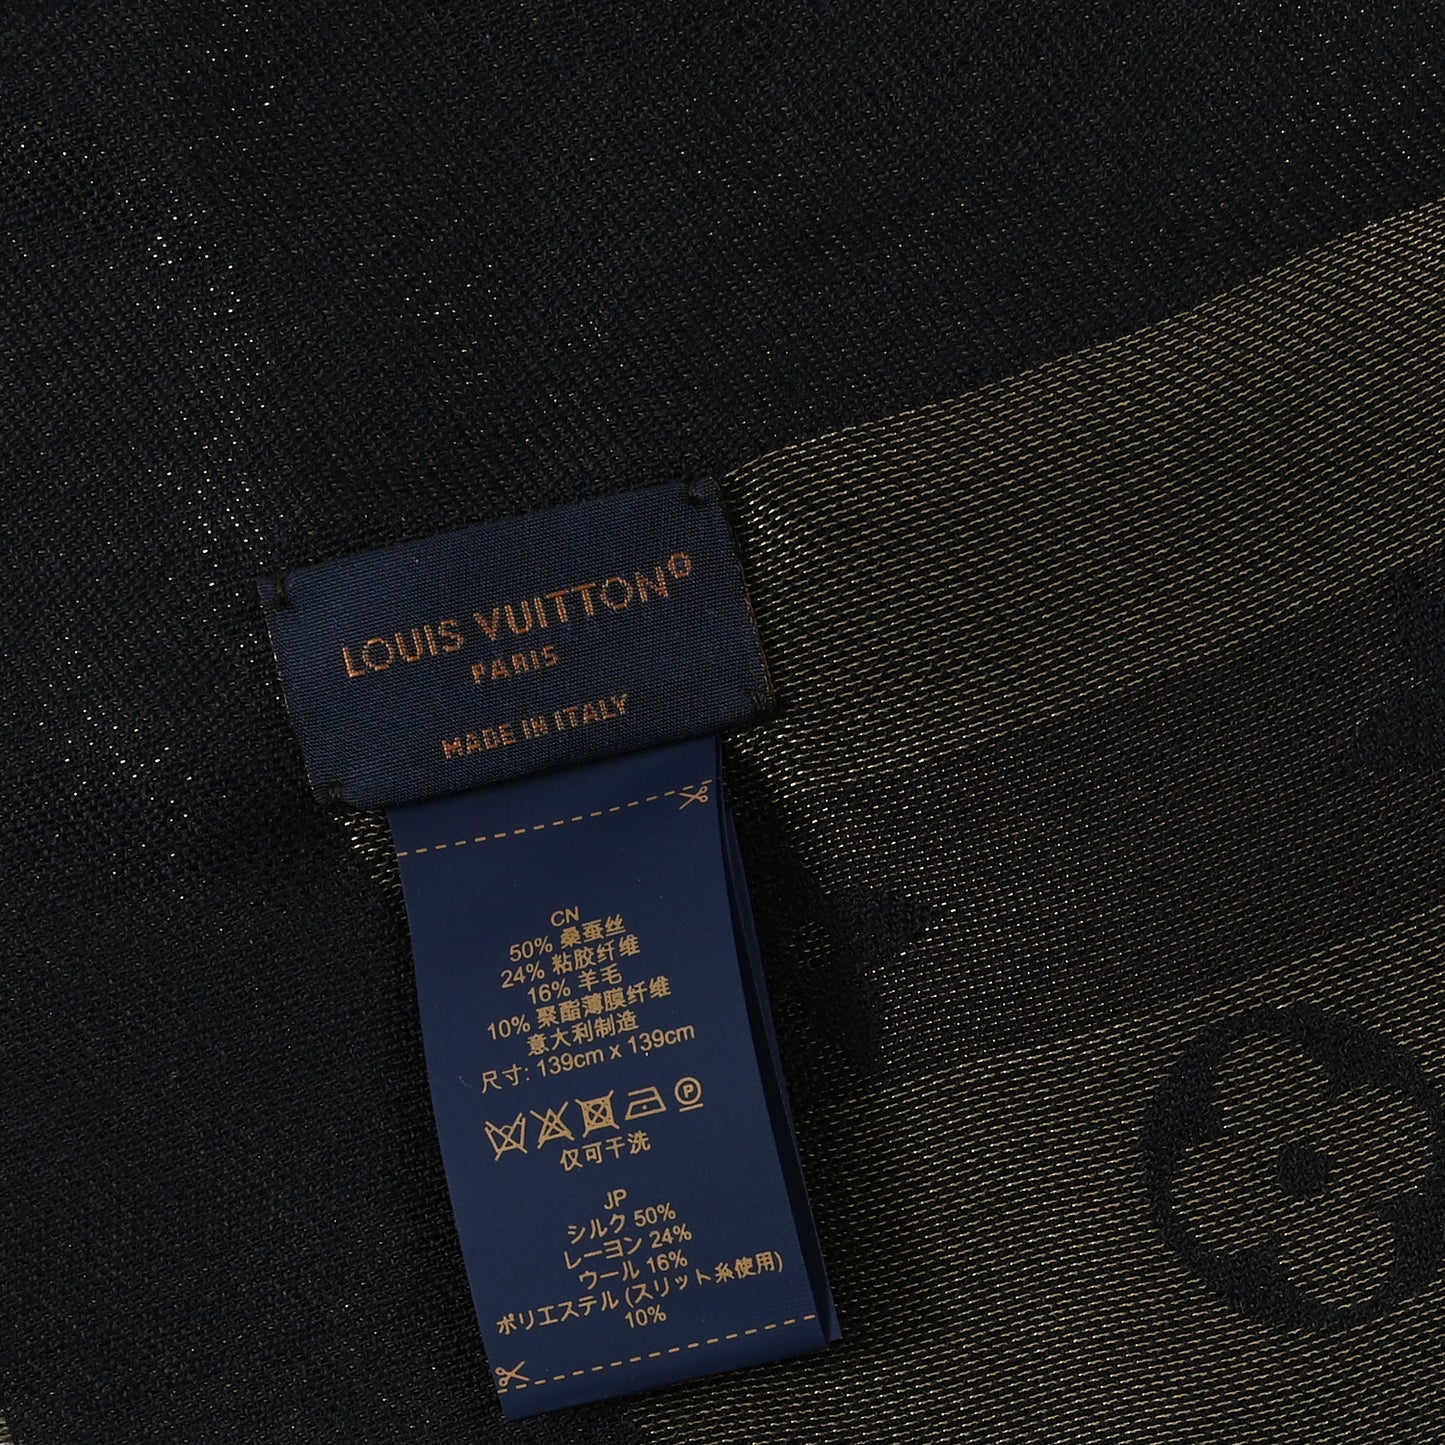 LOUIS VUITTON
PARIS
MADE IN ITALY
CN
50% 桑蚕丝
24% 粘胶纤维
16% 羊毛
10% 聚酯薄膜纤维
意大利制造
尺寸: 139cm x 139cm
P
仅可干洗
JP
シルク 50%
レーヨン 24%
ウール 16%
ポリエステル (スリット糸使用)
10%